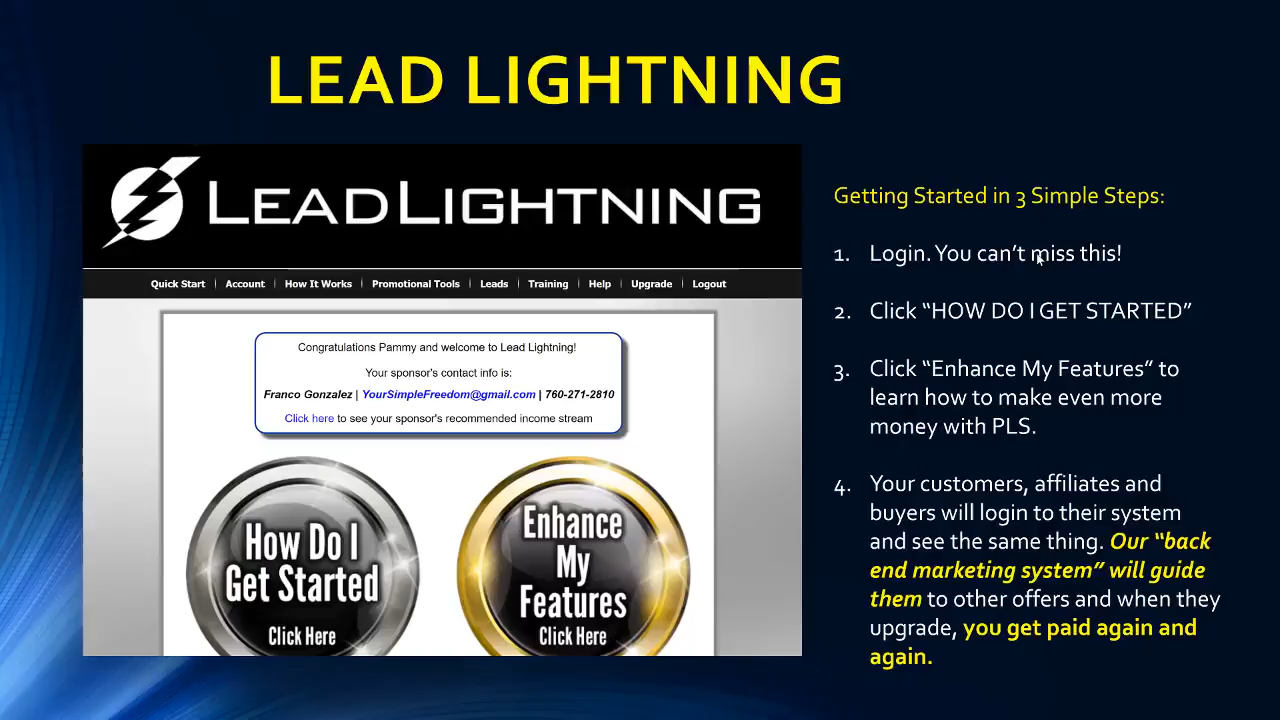 LEAD LIGHTNING
LEADLIGHTNING
Quick Start | Account | How It Works | Promotional Tools | Leads | Training | Help | Upgrade | Logout
Congratulations Pammy and welcome to Lead Lightning!
Your sponsor's contact info is:
Franco Gonzalez | YourSimpleFreedom@gmail.com | 760-271-2810
Click here to see your sponsor's recommended income stream
How Do I
Get Started
Click Here
Enhance
My
Features
Click Here
Getting Started in 3 Simple Steps:
1. Login. You can't miss this!
2. Click “HOW DO I GET STARTED”
3. Click “Enhance My Features” to
learn how to make even more
money with PLS.
4. Your customers, affiliates and
buyers will login to their system
and see the same thing. Our “back
end marketing system” will guide
them to other offers and when they
upgrade, you get paid again and
again.